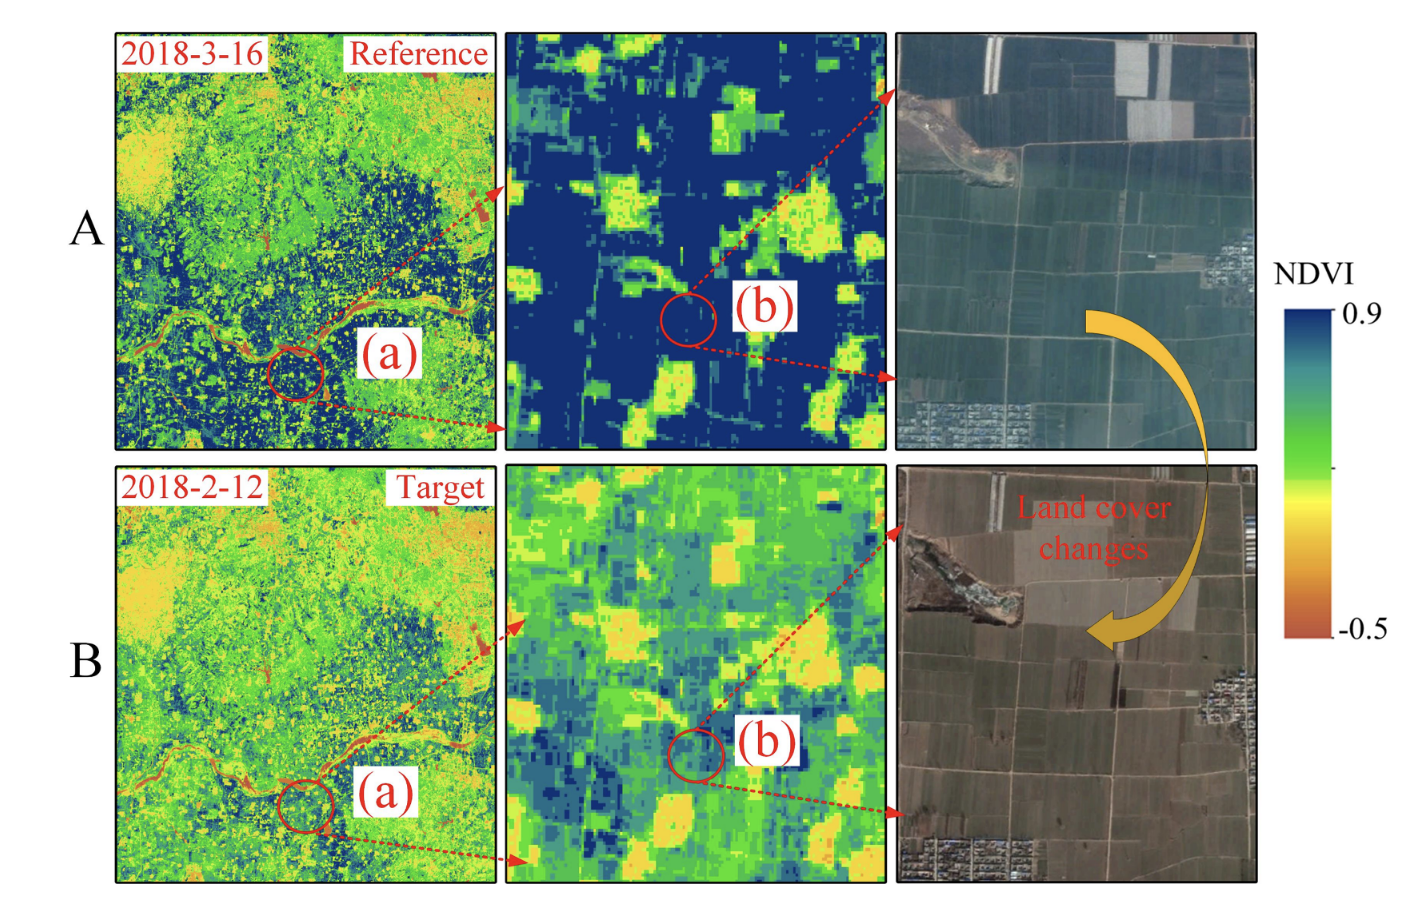 2018-3-16
Reference
A
(a)
(b)
NDVI
0.9
-0.5
2018-2-12
Target
B
(a)
(b)
Land cover
changes